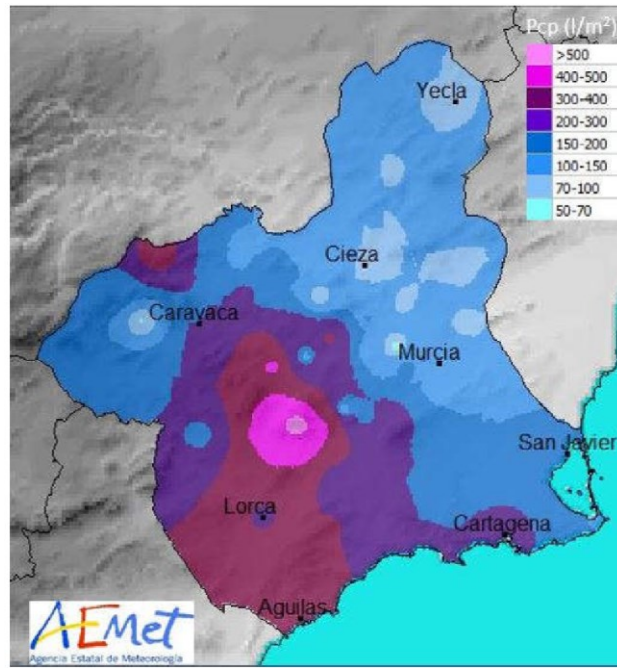 Pcp (l/m²)
>500
400-500
300-400
200-300
150-200
100-150
70-100
50-70
Yecla
Cieza
Caravaca
Murcia
San Javier
Lorca
Cartagena
Aguilas
AEmet
Agencia Estatal de Meteorología